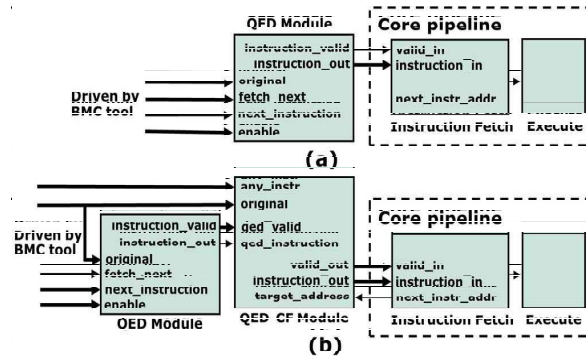 QED Module
Core pipeline
instruction_valid
valid_in
instruction_out
instruction_in
original
Driven by
fetch_next
next_instr_addr
BMC tool
next_instruction
enable
Instruction Fetch
Execute
(a)
any_instr
original
Core pipeline
instruction_valid
qed_valid
Driven by
instruction_out
qed_instruction
BMC tool
original
valid_out
valid_in
fetch_next
instruction_out
instruction_in
next_instruction
target_address
next_instr_addr
enable
QED Module
QED_CF Module
Instruction Fetch
Execute
(b)